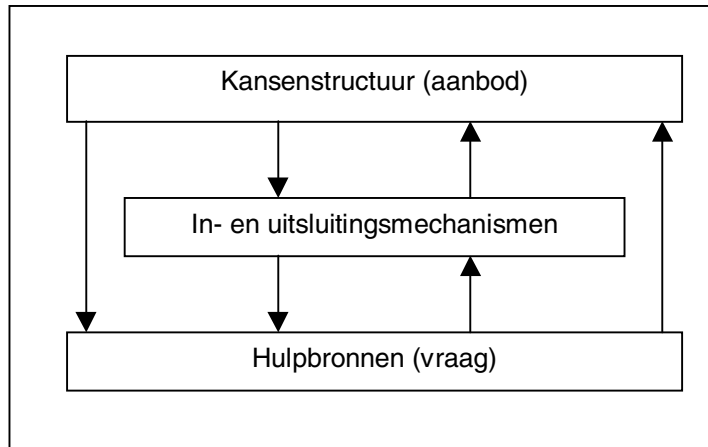 Kansenstructuur (aanbod)
In- en uitsluitingsmechanismen
Hulpbronnen (vraag)